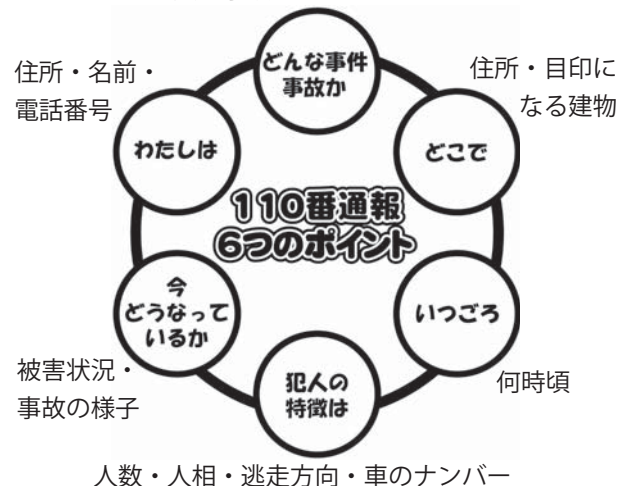 どんな事件
事故か
住所・目印に
なる建物
どこで
いつごろ
何時頃
犯人の
特徴は
人数・人相・逃走方向・車のナンバー
今
どうなって
いるか
被害状況・
事故の様子
わたしは
住所・名前・
電話番号
110番通報
6つのポイント